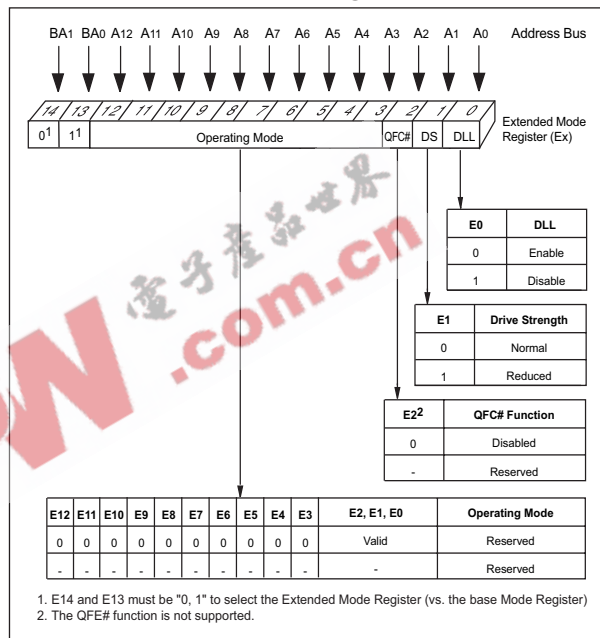 BA1 BA0 A12 A11 A10 A9 A8 A7 A6 A5 A4 A3 A2 A1 A0 Address Bus
14 13 12 11 10 9 8 7 6 5 4 3 2 1 0
Extended Mode
Register (Ex)
01 11 Operating Mode QFC# DS DLL
E0 DLL
0 Enable
1 Disable
E1 Drive Strength
0 Normal
1 Reduced
E22 QFC# Function
0 Disabled
- Reserved
E12 E11 E10 E9 E8 E7 E6 E5 E4 E3 E2, E1, E0 Operating Mode
0 0 0 0 0 0 0 0 0 0 Valid Reserved
- - - - - - - - - - - Reserved
1. E14 and E13 must be "0, 1" to select the Extended Mode Register (vs. the base Mode Register)
2. The QFE# function is not supported.
電子產品世界
W .com.cn